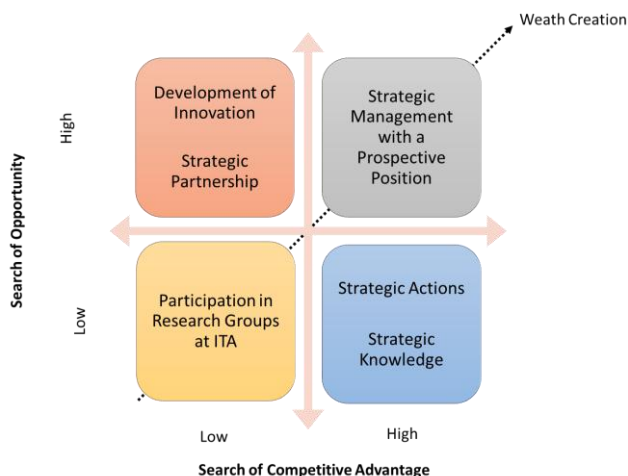 Weath Creation
Development of
Innovation
Strategic
Partnership
Strategic
Management
with a
Prospective
Position
High
Search of Opportunity
Low
Participation in
Research Groups
at ITA
Strategic Actions
Strategic
Knowledge
Low
High
Search of Competitive Advantage